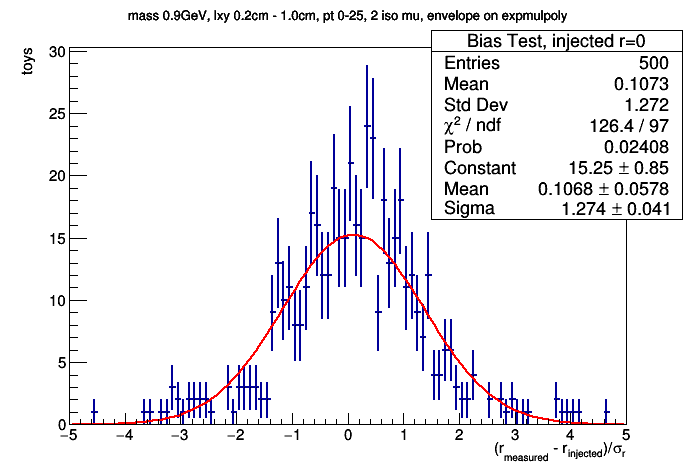 mass 0.9GeV, lxy 0.2cm - 1.0cm, pt 0-25, 2 iso mu, envelope on expmulpoly
Bias Test, injected r=0
Entries 500
Mean 0.1073
Std Dev 1.272
χ² / ndf 126.4 / 97
Prob 0.02408
Constant 15.25 ± 0.85
Mean 0.1068 ± 0.0578
Sigma 1.274 ± 0.041
toys
30
25
20
15
10
5
0
−5 −4 −3 −2 −1 0 1 2 3 4 5
(r_measured - r_injected)/σ_r